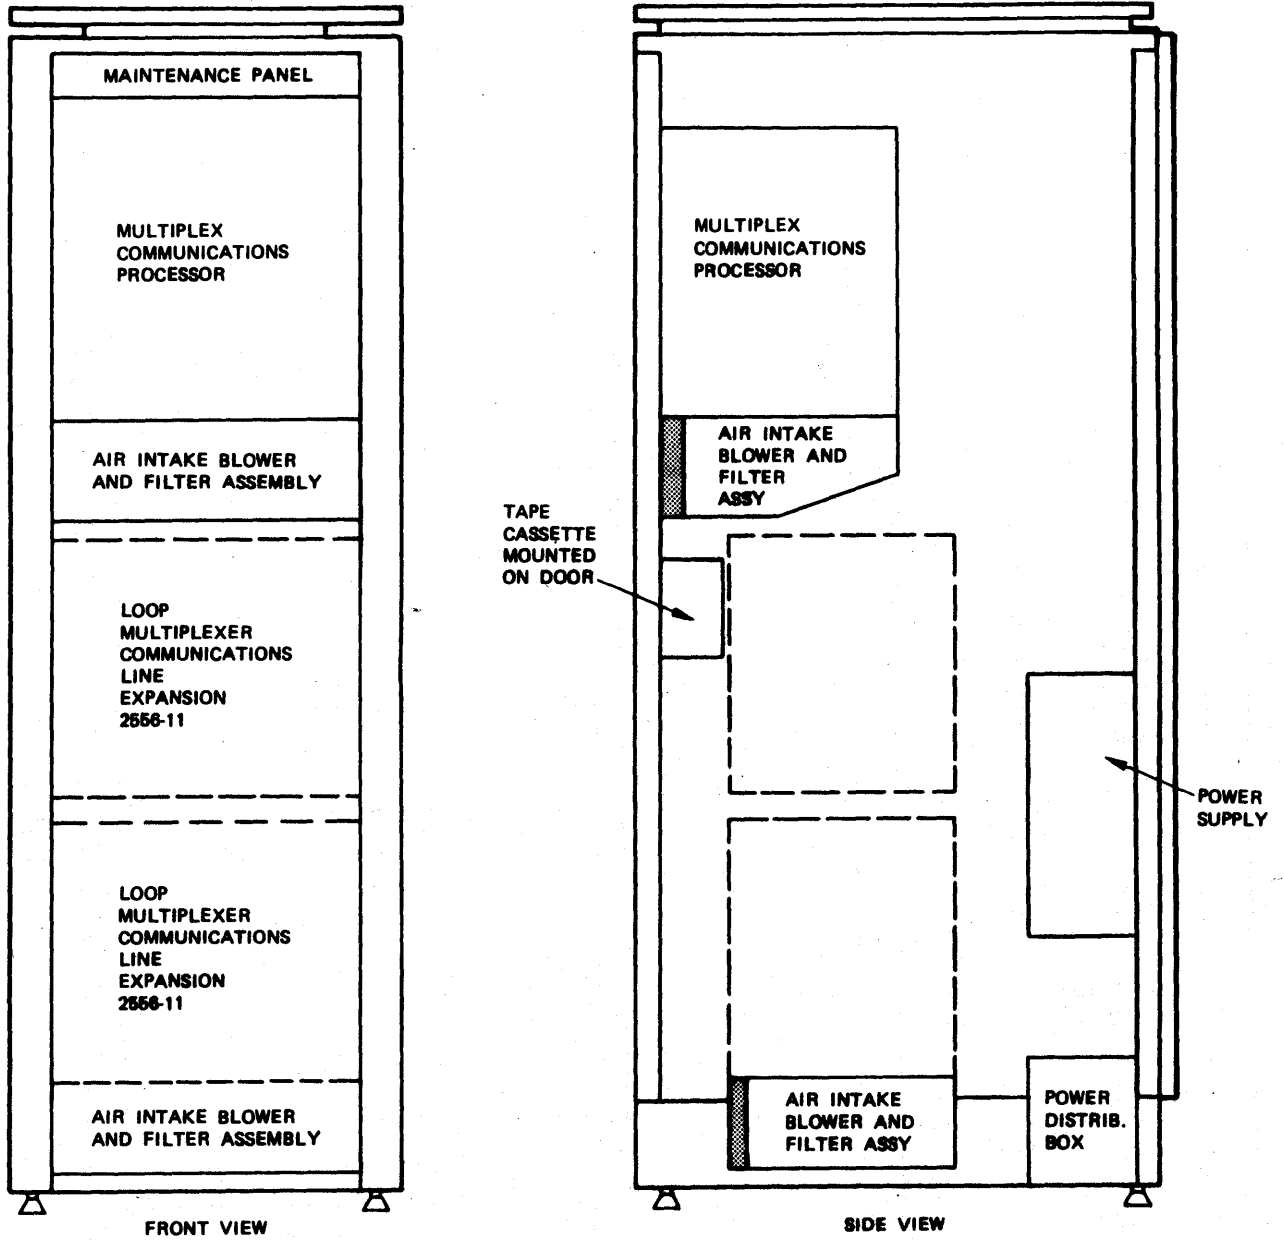 MAINTENANCE PANEL
MULTIPLEX
COMMUNICATIONS
PROCESSOR
AIR INTAKE BLOWER
AND FILTER ASSEMBLY
LOOP
MULTIPLEXER
COMMUNICATIONS
LINE
EXPANSION
2556-11
LOOP
MULTIPLEXER
COMMUNICATIONS
LINE
EXPANSION
2556-11
AIR INTAKE BLOWER
AND FILTER ASSEMBLY
FRONT VIEW
MULTIPLEX
COMMUNICATIONS
PROCESSOR
AIR INTAKE
BLOWER AND
FILTER
ASSY
TAPE
CASSETTE
MOUNTED
ON DOOR
POWER
SUPPLY
AIR INTAKE
BLOWER AND
FILTER ASSY
POWER
DISTRIB.
BOX
SIDE VIEW